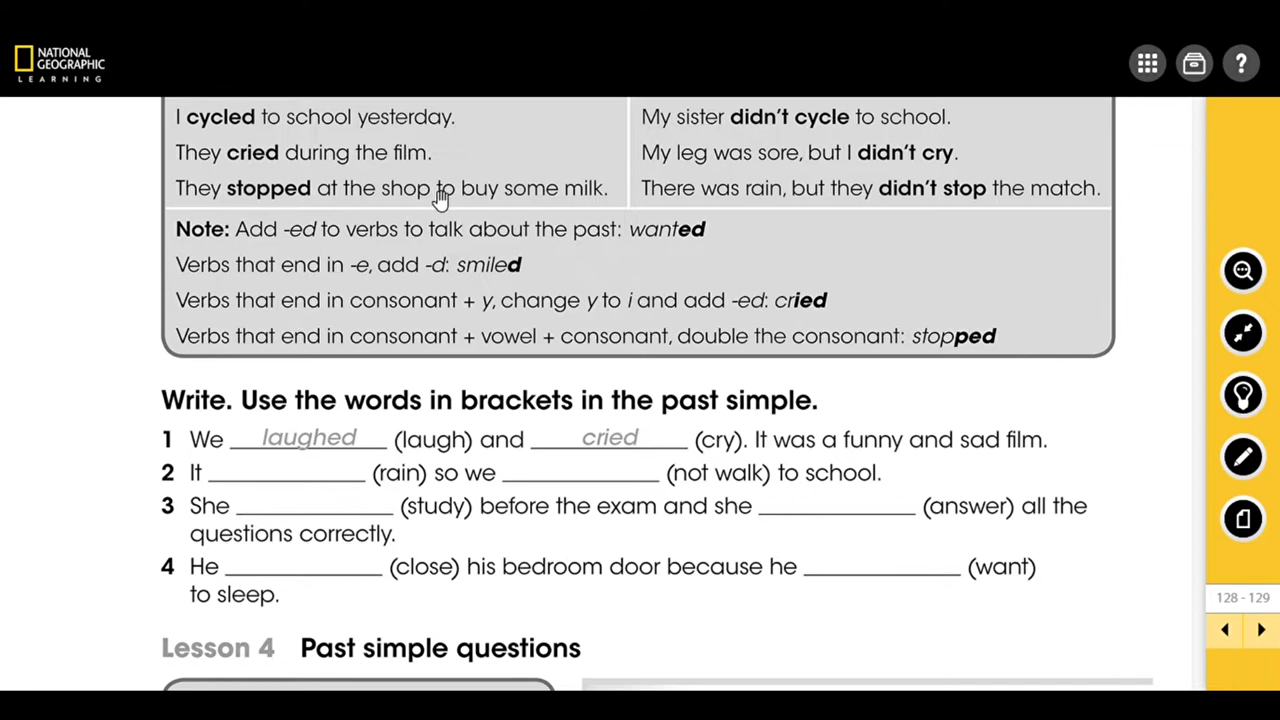 NATIONAL
GEOGRAPHIC
LEARNING
I cycled to school yesterday.
My sister didn't cycle to school.
They cried during the film.
My leg was sore, but I didn't cry.
They stopped at the shop to buy some milk.
There was rain, but they didn't stop the match.
Note: Add -ed to verbs to talk about the past: wanted
Verbs that end in -e, add -d: smiled
Verbs that end in consonant + y, change y to i and add -ed: cried
Verbs that end in consonant + vowel + consonant, double the consonant: stopped
Write. Use the words in brackets in the past simple.
1 We laughed (laugh) and cried (cry). It was a funny and sad film.
2 It ____________ (rain) so we ____________ (not walk) to school.
3 She ____________ (study) before the exam and she ____________ (answer) all the
questions correctly.
4 He ____________ (close) his bedroom door because he ____________ (want)
to sleep.
128 - 129
Lesson 4 Past simple questions